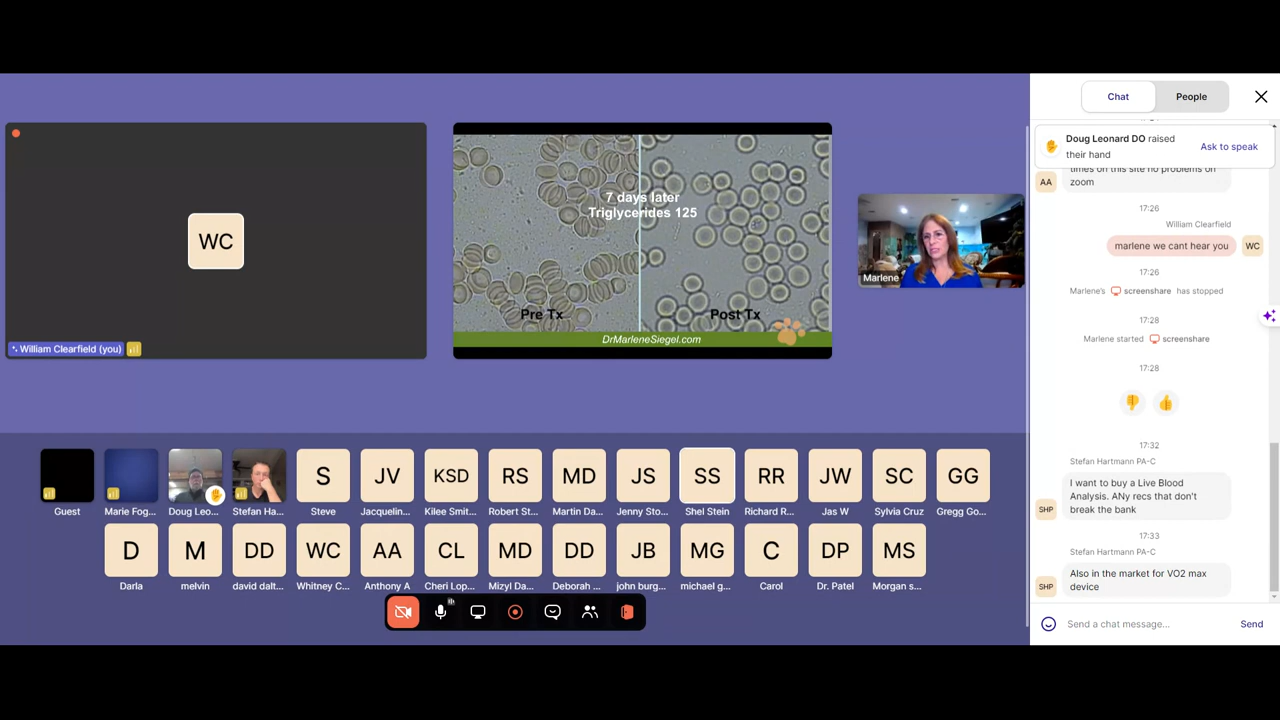 WC
William Clearfield (you)
7 days later
Triglycerides 125
Pre Tx
Post Tx
DrMarleneSiegel.com
Marlene
S
JV
KSD
RS
MD
JS
SS
RR
JW
SC
GG
Guest
Marie Fog...
Doug Leo...
Stefan Ha...
Steve
Jacquelin...
Kilee Smit...
Robert St...
Martin Da...
Jenny Sto...
Shel Stein
Richard R...
Jas W
Sylvia Cruz
Gregg Go...
D
M
DD
WC
AA
CL
MD
DD
JB
MG
C
DP
MS
Darla
melvin
david dalt...
Whitney C...
Anthony A
Cheri Lop...
Mizyl Da...
Deborah ...
john burg...
michael g...
Carol
Dr. Patel
Morgan s...
Chat
People
Doug Leonard DO raised
their hand
Ask to speak
times on this site no problems on
zoom
AA
17:26
William Clearfield
marlene we cant hear you
WC
17:26
Marlene's screenshare has stopped
17:28
Marlene started screenshare
17:28
17:32
Stefan Hartmann PA-C
I want to buy a Live Blood
Analysis. ANy recs that don't
break the bank
SHP
17:33
Stefan Hartmann PA-C
Also in the market for VO2 max
device
SHP
Send a chat message...
Send